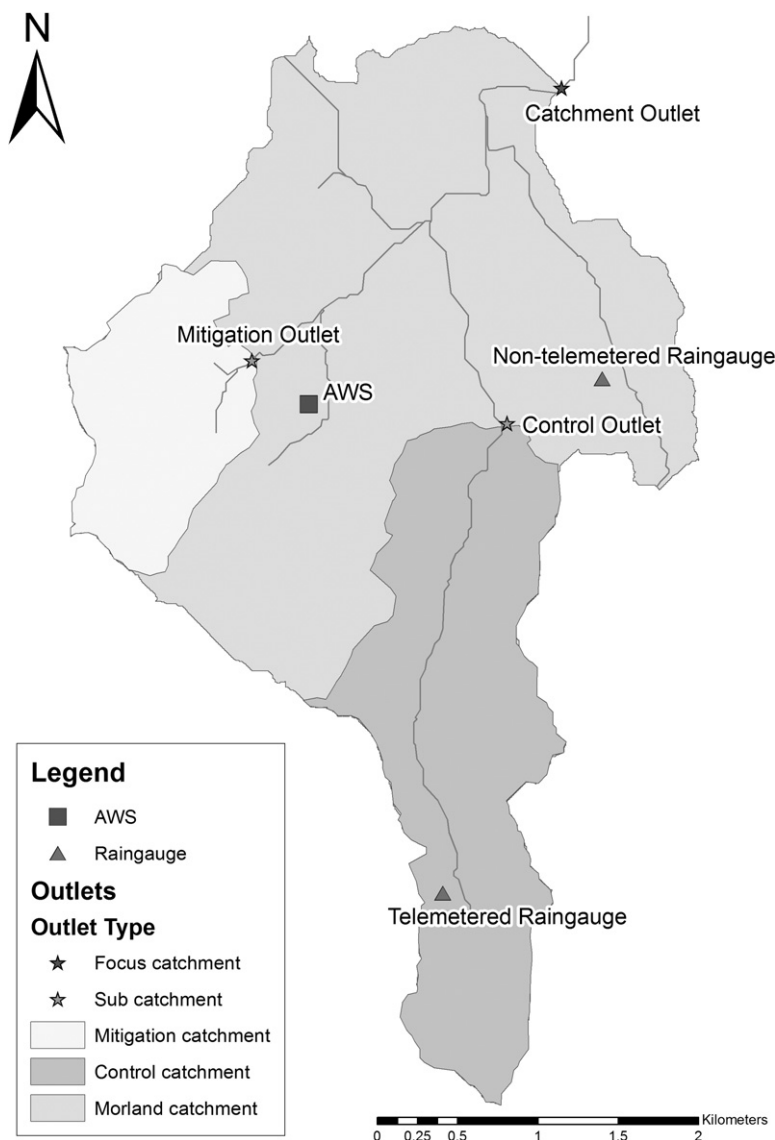 N
Catchment Outlet
Mitigation Outlet
Non-telemetered Raingauge
AWS
Control Outlet
Legend
AWS
Raingauge
Outlets
Outlet Type
Focus catchment
Sub catchment
Mitigation catchment
Control catchment
Morland catchment
Telemetered Raingauge
Kilometers
0 0.25 0.5 1 1.5 2